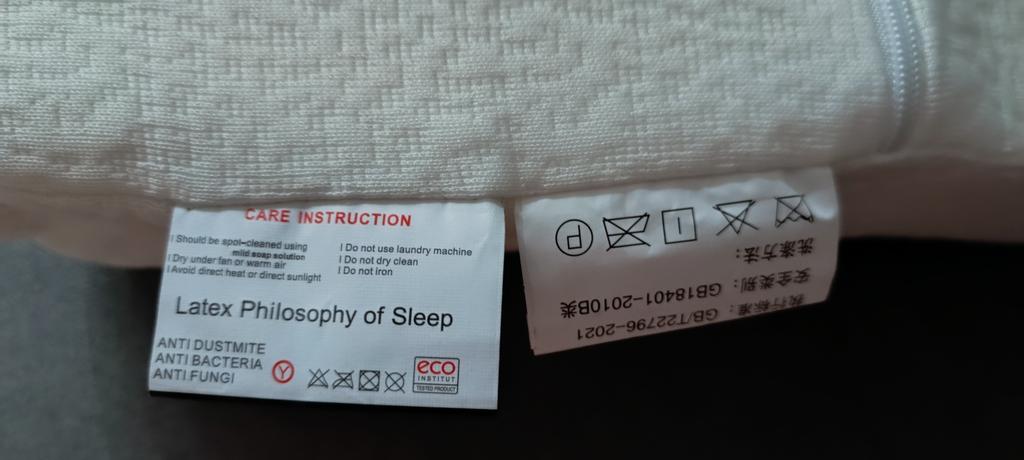 CARE INSTRUCTION
I Should be spot-cleaned using
mild soap solution
I Dry under fan or warm air
I Avoid direct heat or direct sunlight
I Do not use laundry machine
I Do not dry clean
I Do not iron
Latex Philosophy of Sleep
ANTI DUSTMITE
ANTI BACTERIA
ANTI FUNGI
eco
INSTITUT
TESTED PRODUCT
执行标准：GB/T22796-2021
安全类别：GB18401-2010B类
洗涤方法：
P